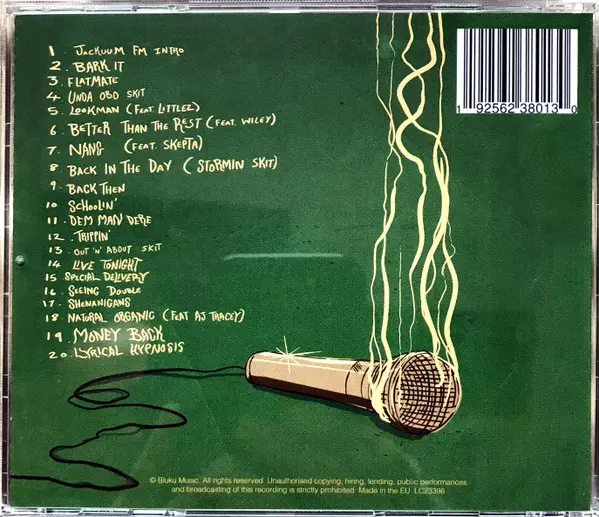 1. JACKUUM FM INTRO
2. BARK IT
3. FLATMATE
4. UNDA OBO SKIT
5. LOOKMAN (FEAT. LITTLEZ)
6. BETTER THAN THE REST (FEAT. WILEY)
7. NANG (FEAT. SKEPTA)
8. BACK IN THE DAY (STORMIN SKIT)
9. BACK THEN
10 SCHOOLIN'
11. DEM MAN DERE
12. TRIPPIN'
13. OUT 'N' ABOUT SKIT
14. LIVE TONIGHT
15 SPECIAL DELIVERY
16. SEEING DOUBLE
17. SHENANIGANS
18. NATURAL ORGANIC (FEAT AJ TRACEY)
19. MONEY BACK
20. LYRICAL HYPNOSIS
1 92562 38013 0
© Bluku Music. All rights reserved. Unauthorised copying, hiring, lending, public performances
and broadcasting of this recording is strictly prohibited. Made in the EU. LC23396